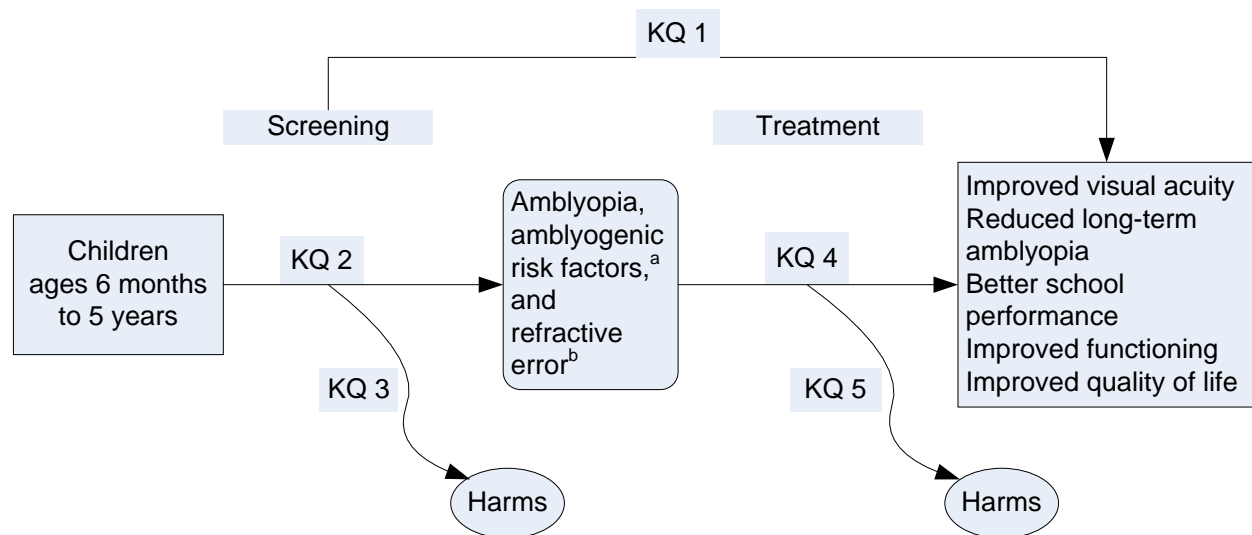 KQ 1
Screening
Treatment
Children
ages 6 months
to 5 years
KQ 2
Amblyopia,
amblyogenic
risk factors,a
and
refractive
errorb
KQ 4
Improved visual acuity
Reduced long-term
amblyopia
Better school
performance
Improved functioning
Improved quality of life
KQ 3
KQ 5
Harms
Harms